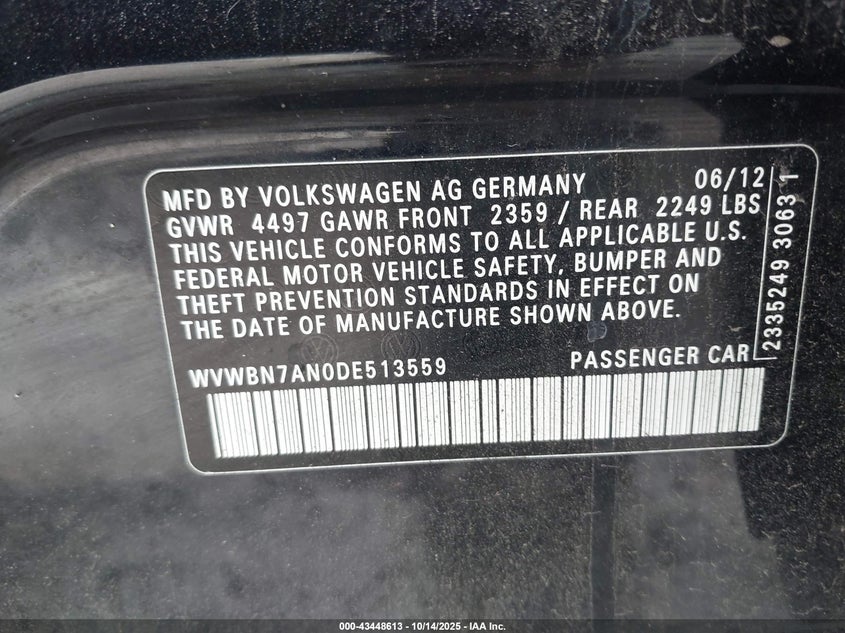 MFD BY VOLKSWAGEN AG GERMANY 06/12
GVWR 4497 GAWR FRONT 2359 / REAR 2249 LBS
THIS VEHICLE CONFORMS TO ALL APPLICABLE U.S.
FEDERAL MOTOR VEHICLE SAFETY, BUMPER AND
THEFT PREVENTION STANDARDS IN EFFECT ON
THE DATE OF MANUFACTURE SHOWN ABOVE.
WVWBN7AN0DE513559 PASSENGER CAR
2335249 3063 1
000-43448613 - 10/14/2025 - IAA Inc.